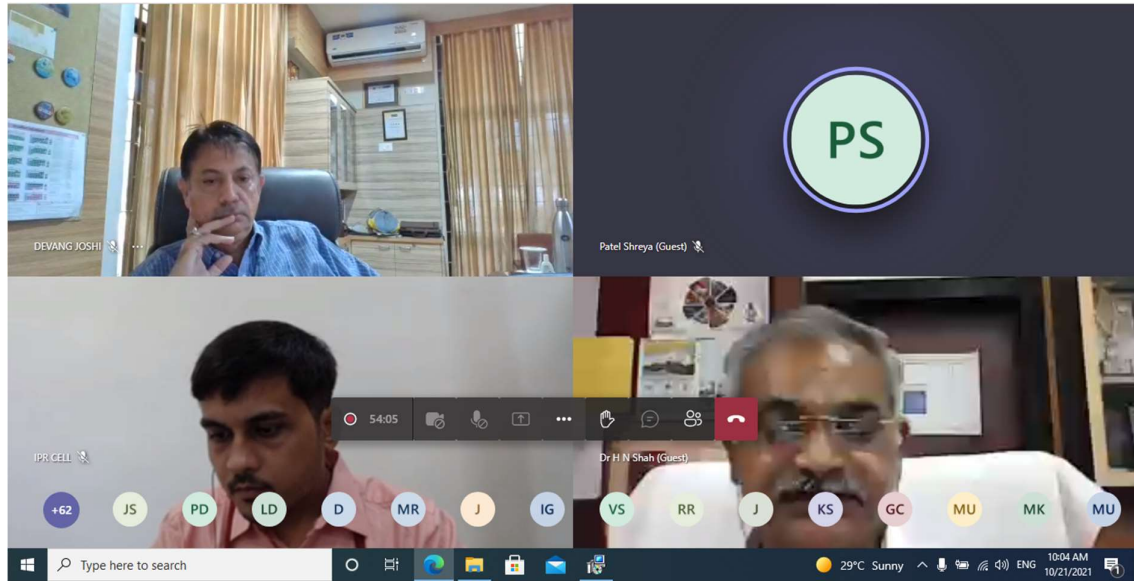 PS
DEVANG JOSHI
...
Patel Shreya (Guest)
54:05
IPR CELL
Dr H N Shah (Guest)
+62
JS
PD
LD
D
MR
J
IG
VS
RR
J
KS
GC
MU
MK
MU
Type here to search
29°C Sunny
ENG
10:04 AM
10/21/2021
1